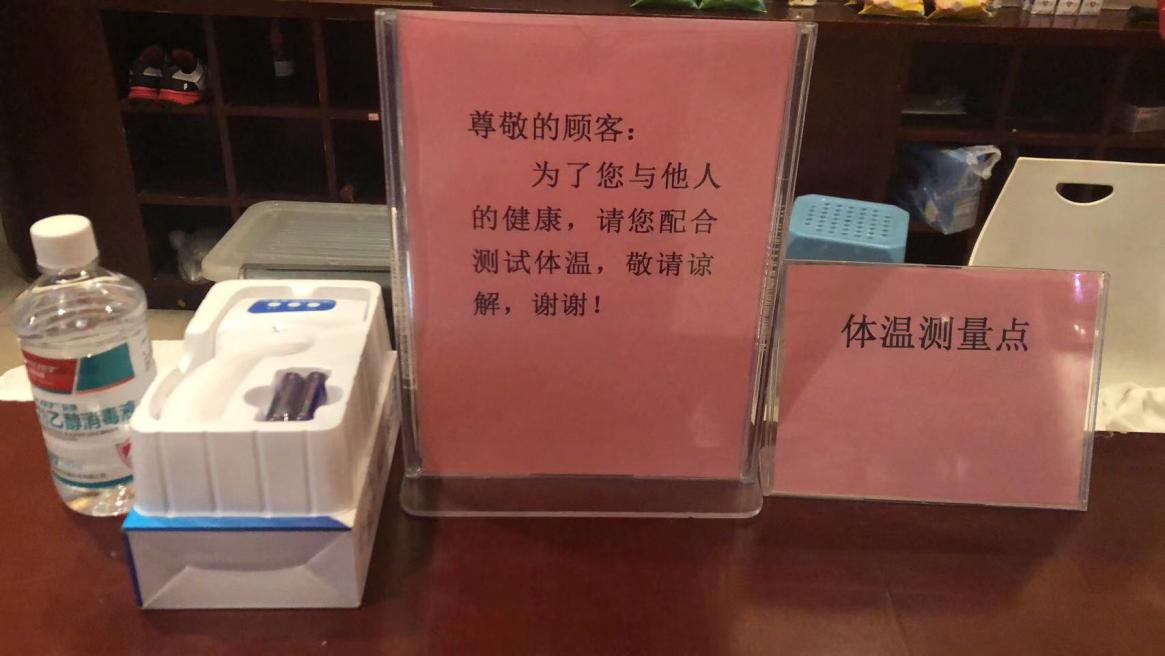 尊敬的顾客：
为了您与他人
的健康，请您配合
测试体温，敬请谅
解，谢谢！
体温测量点
乙醇消毒液